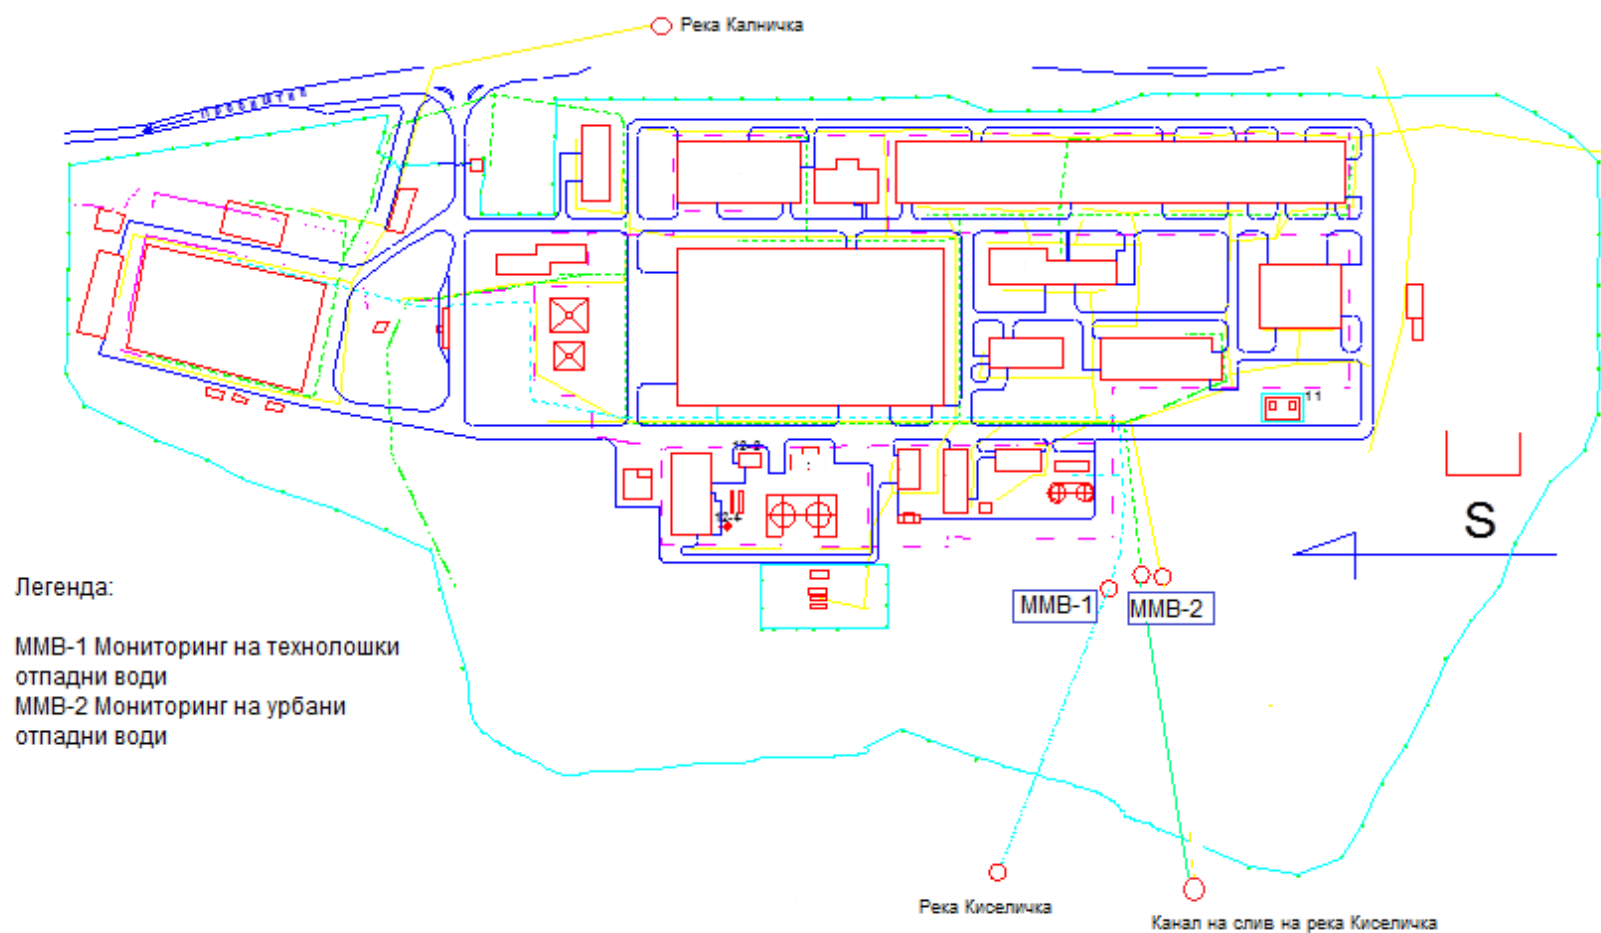 Река Калничка
11
S
ММВ-1
ММВ-2
Легенда:
ММВ-1 Мониторинг на технолошки
отпадни води
ММВ-2 Мониторинг на урбани
отпадни води
Река Киселичка
Канал на слив на река Киселичка